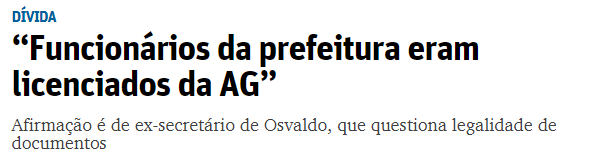 DÍVIDA
“Funcionários da prefeitura eram
licenciados da AG”
Afirmação é de ex-secretário de Osvaldo, que questiona legalidade de
documentos